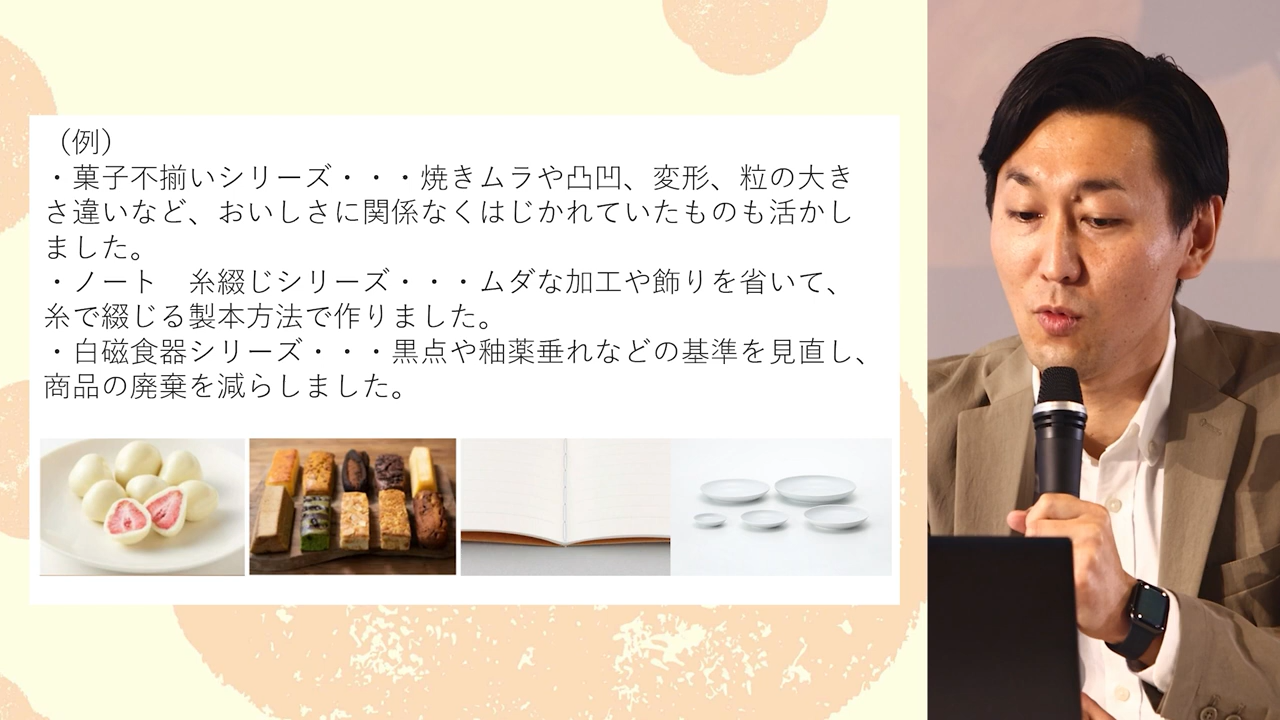 （例）
・菓子不揃いシリーズ・・・焼きムラや凸凹、変形、粒の大き
さ違いなど、おいしさに関係なくはじかれていたものも活かし
ました。
・ノート　糸綴じシリーズ・・・ムダな加工や飾りを省いて、
糸で綴じる製本方法で作りました。
・白磁食器シリーズ・・・黒点や釉薬垂れなどの基準を見直し、
商品の廃棄を減らしました。